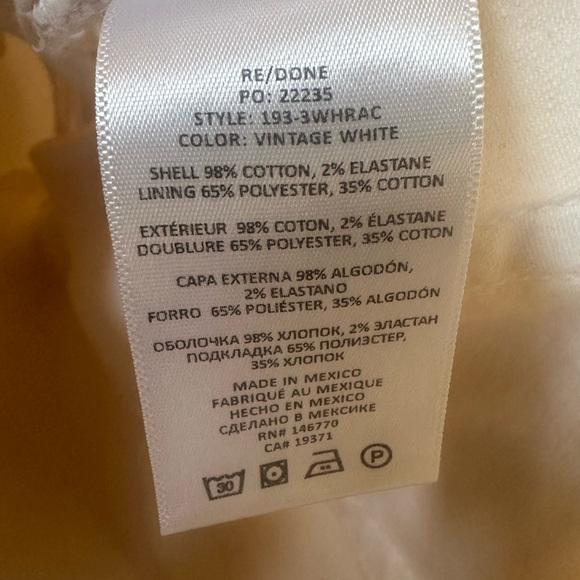 RE/DONE
PO: 22235
STYLE: 193-3WHRAC
COLOR: VINTAGE WHITE
SHELL 98% COTTON, 2% ELASTANE
LINING 65% POLYESTER, 35% COTTON
EXTÉRIEUR 98% COTON, 2% ÉLASTANE
DOUBLURE 65% POLYESTER, 35% COTON
CAPA EXTERNA 98% ALGODÓN,
2% ELASTANO
FORRO 65% POLIÉSTER, 35% ALGODÓN
ОБОЛОЧКА 98% ХЛОПОК, 2% ЭЛАСТАН
ПОДКЛАДКА 65% ПОЛИЭСТЕР,
35% ХЛОПОК
MADE IN MEXICO
FABRIQUÉ AU MEXIQUE
HECHO EN MEXICO
СДЕЛАНО В МЕКСИКЕ
RN# 146770
CA# 19371
30 P